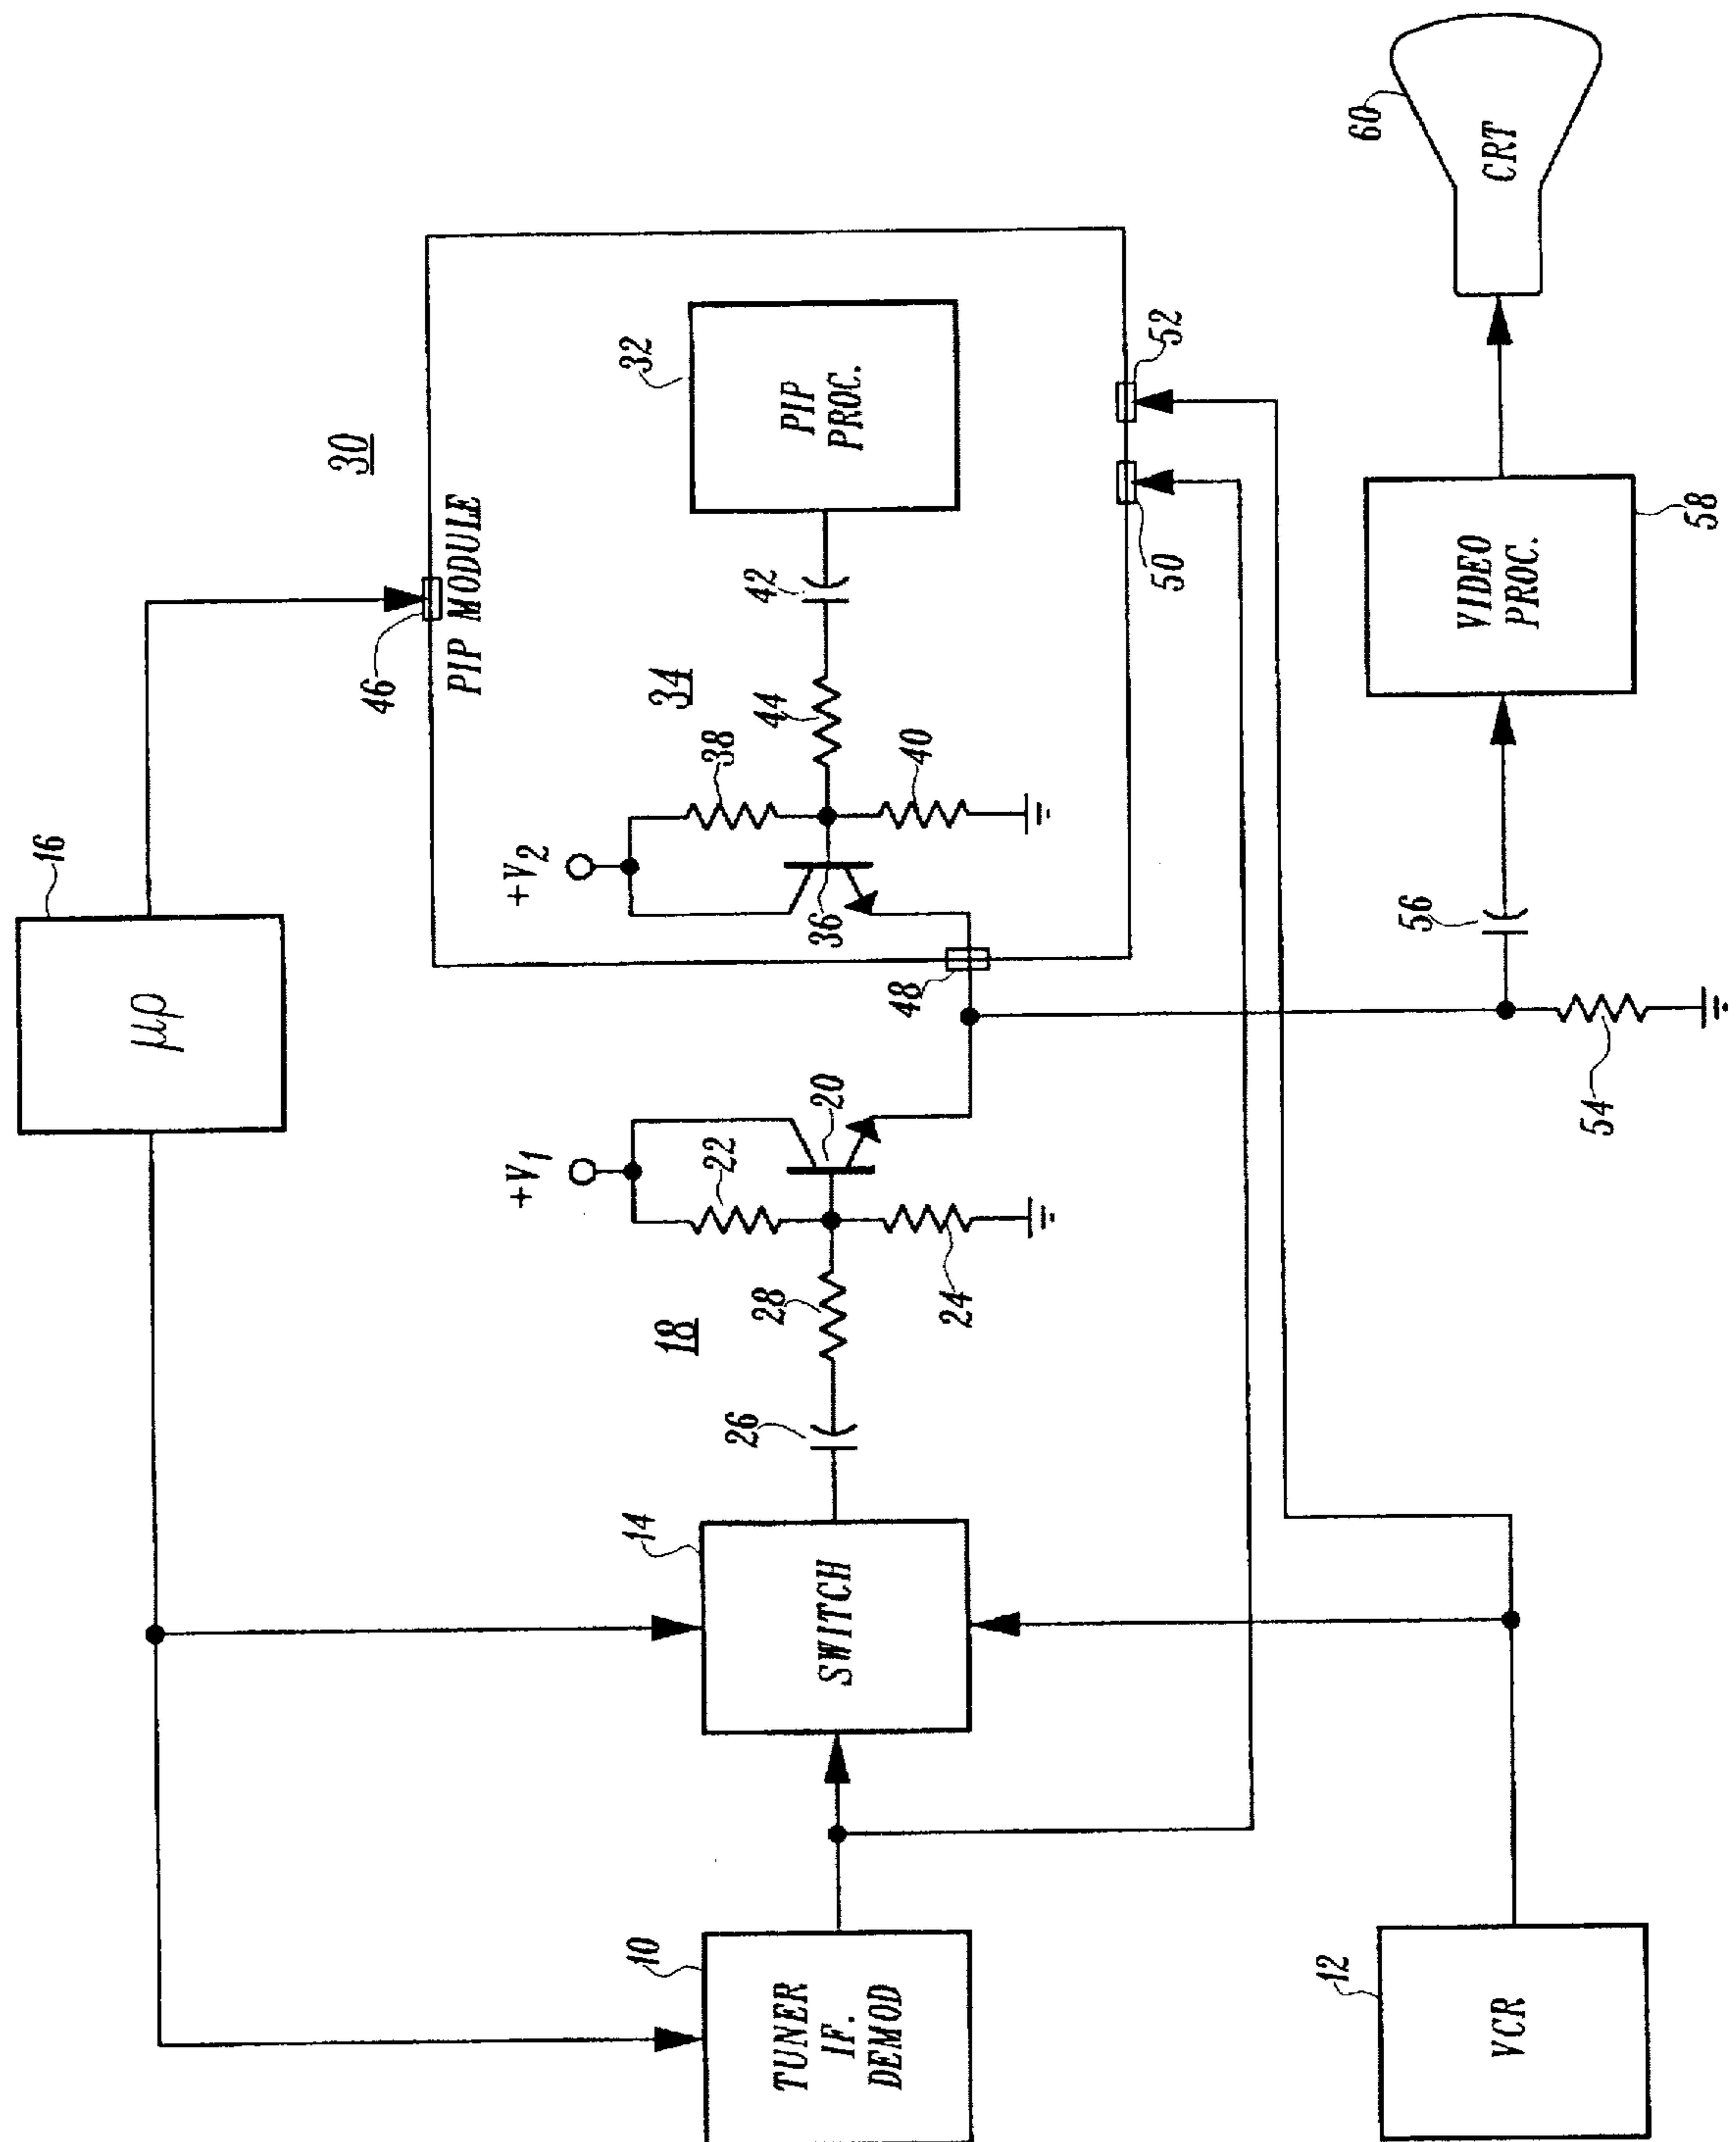 16
μp
30
46
PIP MODULE
+V1
+V2
22
20
38
36
34
44
42
32
PIP
PROC.
18
28
26
14
SWITCH
24
40
48
50
52
10
TUNER
IF.
DEMOD
12
VCR
54
56
VIDEO
PROC.
58
60
CRT